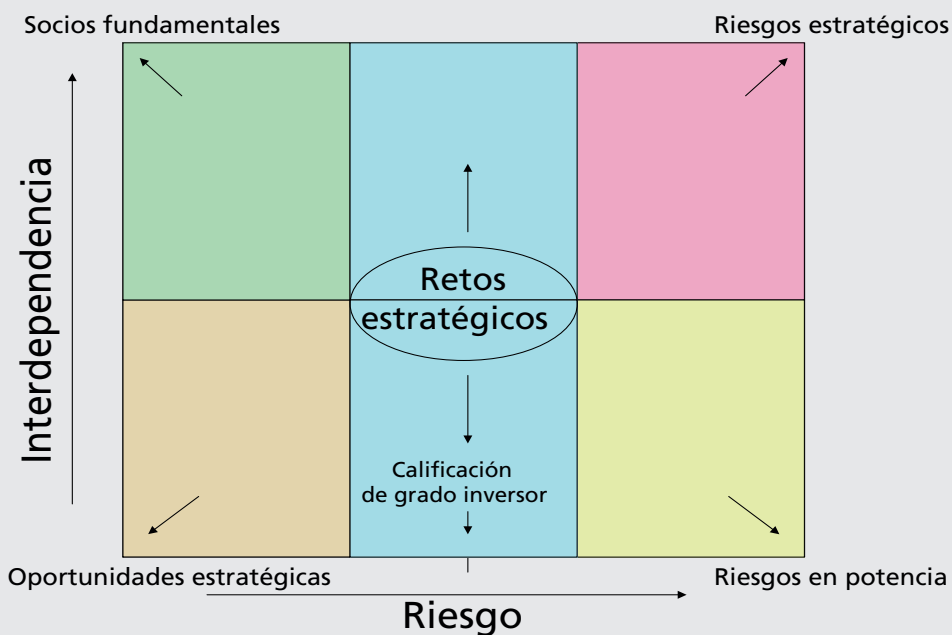 Socios fundamentales
Riesgos estratégicos
Interdependencia
Retos
estratégicos
Calificación
de grado inversor
Oportunidades estratégicas
Riesgos en potencia
Riesgo